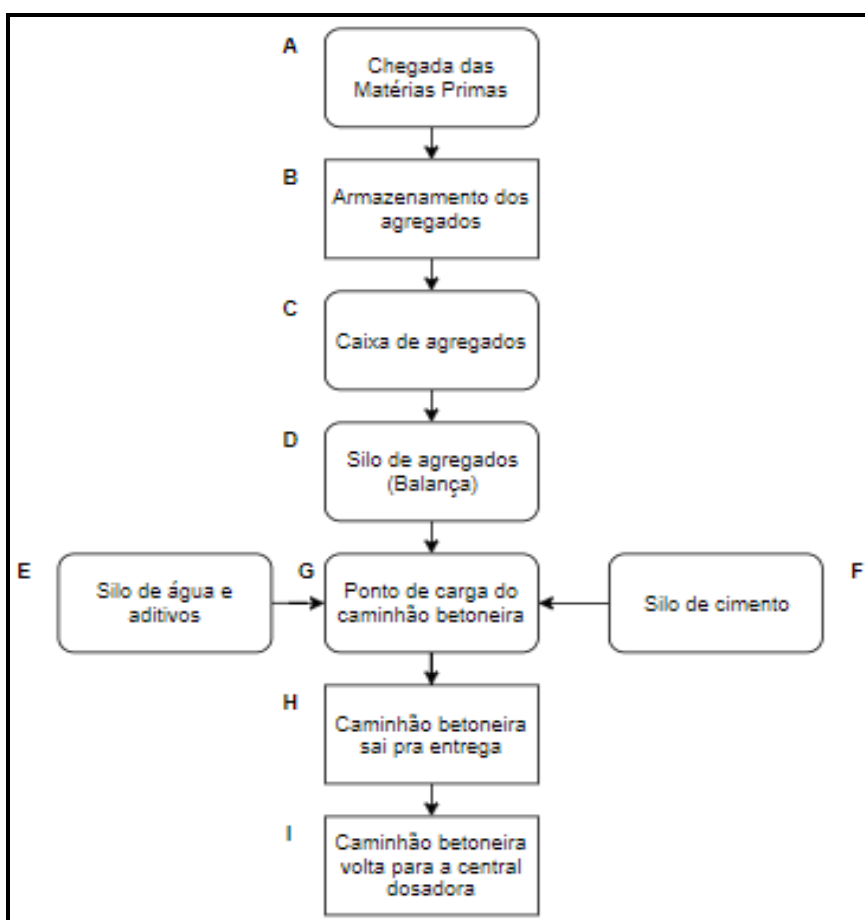 A
Chegada das
Matérias Primas
B
Armazenamento dos
agregados
C
Caixa de agregados
D
Silo de agregados
(Balança)
E
Silo de água e
aditivos
G
Ponto de carga do
caminhão betoneira
Silo de cimento
F
H
Caminhão betoneira
sai pra entrega
I
Caminhão betoneira
volta para a central
dosadora